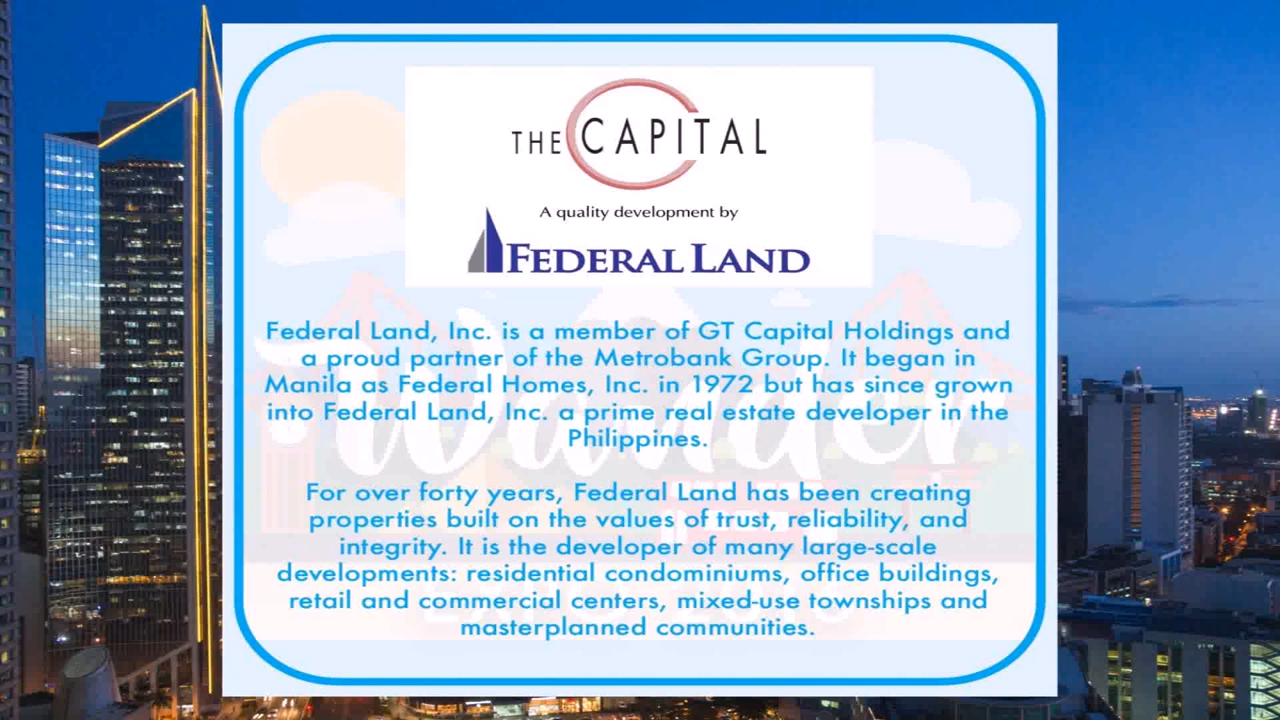 THE CAPITAL
A quality development by
FEDERAL LAND
Federal Land, Inc. is a member of GT Capital Holdings and
a proud partner of the Metrobank Group. It began in
Manila as Federal Homes, Inc. in 1972 but has since grown
into Federal Land, Inc. a prime real estate developer in the
Philippines.
Wander
For over forty years, Federal Land has been creating
properties built on the values of trust, reliability, and
integrity. It is the developer of many large-scale
developments: residential condominiums, office buildings,
retail and commercial centers, mixed-use townships and
masterplanned communities.